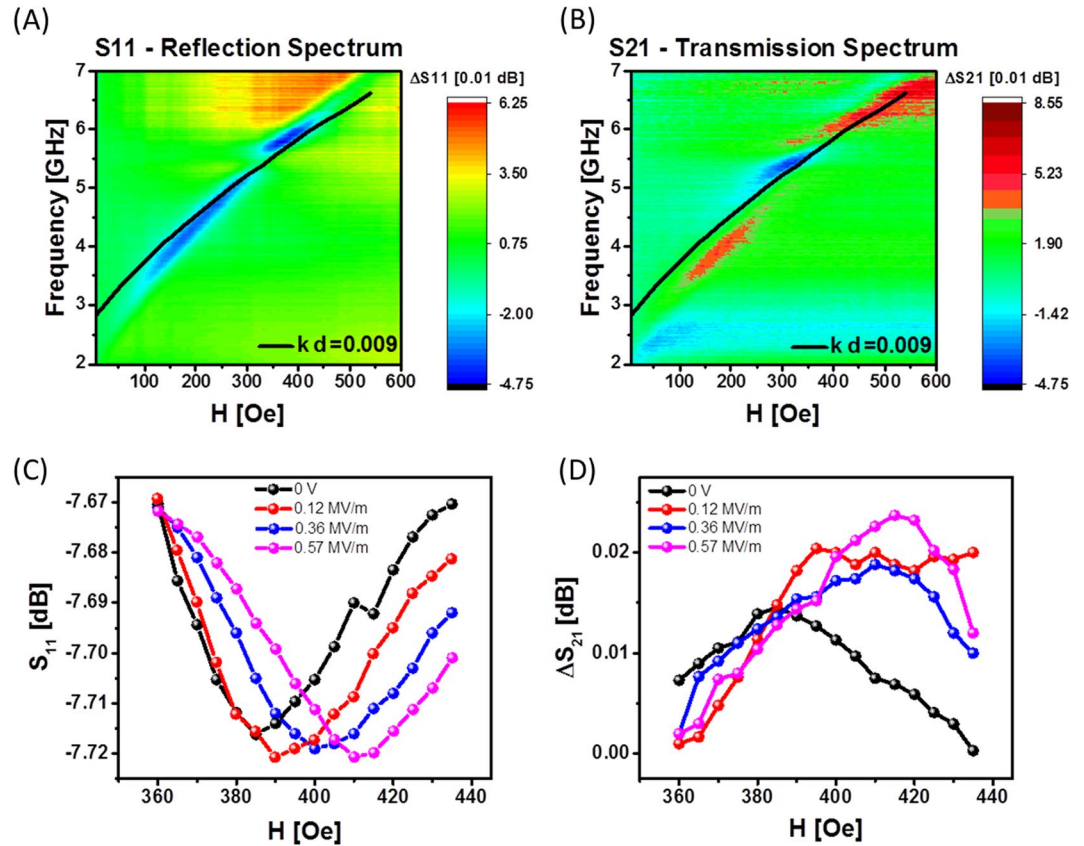 (A)
S11 - Reflection Spectrum
ΔS11 [0.01 dB]
7
6
5
4
3
2
Frequency [GHz]
100 200 300 400 500 600
H [Oe]
k d=0.009
6.25
3.50
0.75
-2.00
-4.75
(B)
S21 - Transmission Spectrum
ΔS21 [0.01 dB]
7
6
5
4
3
2
Frequency [GHz]
100 200 300 400 500 600
H [Oe]
k d=0.009
8.55
5.23
1.90
-1.42
-4.75
(C)
0 V
0.12 MV/m
0.36 MV/m
0.57 MV/m
-7.67
-7.68
-7.69
-7.70
-7.71
-7.72
S11 [dB]
360 380 400 420 440
H [Oe]
(D)
0 V
0.12 MV/m
0.36 MV/m
0.57 MV/m
0.02
0.01
0.00
ΔS21 [dB]
360 380 400 420 440
H [Oe]